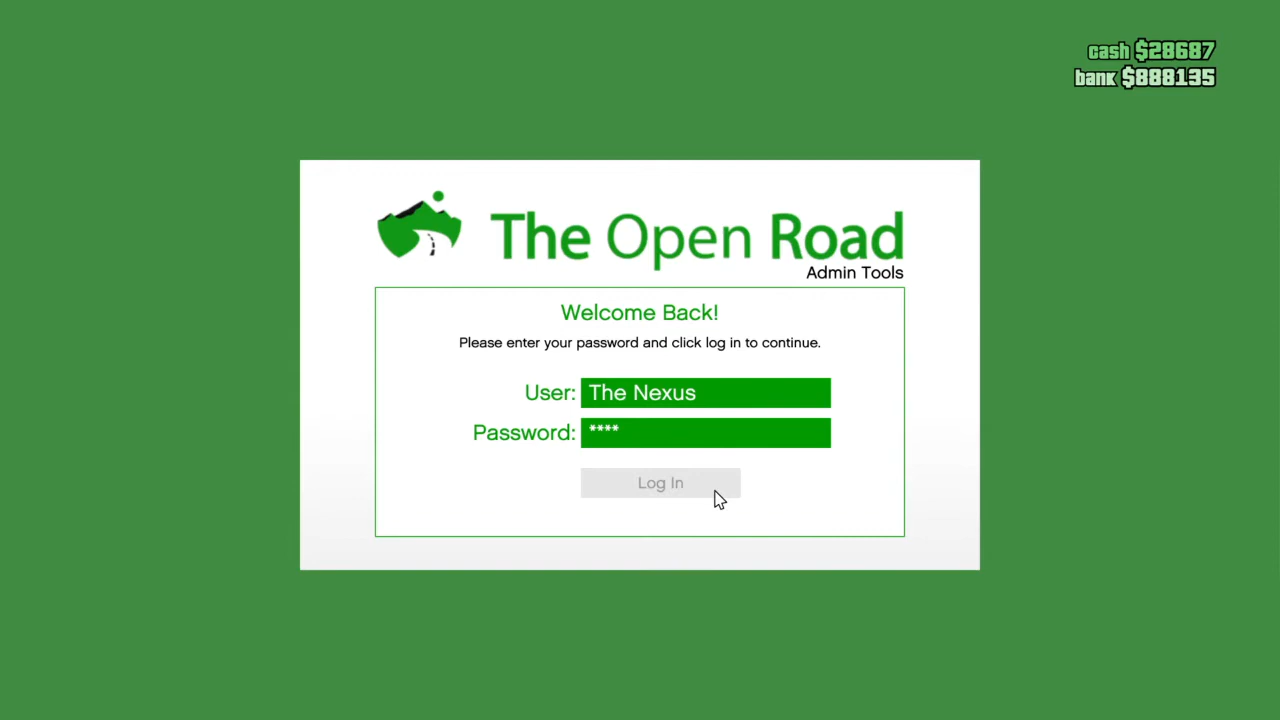 cash $28687
bank $888135
The Open Road
Admin Tools
Welcome Back!
Please enter your password and click log in to continue.
User: The Nexus
Password: ****
Log In